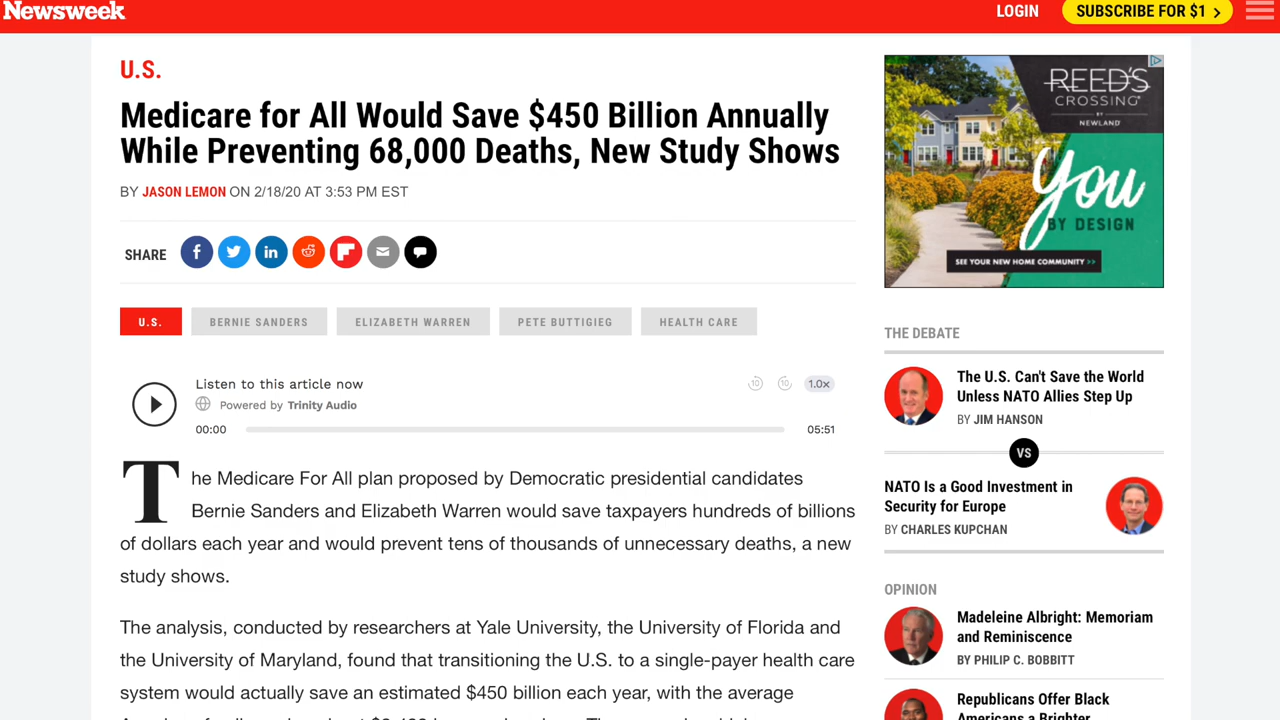 Newsweek
LOGIN
SUBSCRIBE FOR $1 >
U.S.
Medicare for All Would Save $450 Billion Annually
While Preventing 68,000 Deaths, New Study Shows
BY JASON LEMON ON 2/18/20 AT 3:53 PM EST
SHARE
U.S.
BERNIE SANDERS
ELIZABETH WARREN
PETE BUTTIGIEG
HEALTH CARE
Listen to this article now
10
10
1.0x
Powered by Trinity Audio
00:00
05:51
The Medicare For All plan proposed by Democratic presidential candidates
Bernie Sanders and Elizabeth Warren would save taxpayers hundreds of billions
of dollars each year and would prevent tens of thousands of unnecessary deaths, a new
study shows.
The analysis, conducted by researchers at Yale University, the University of Florida and
the University of Maryland, found that transitioning the U.S. to a single-payer health care
system would actually save an estimated $450 billion each year, with the average
REED'S
CROSSING
BY
NEWLAND
You
BY DESIGN
SEE YOUR NEW HOME COMMUNITY >>
THE DEBATE
The U.S. Can't Save the World
Unless NATO Allies Step Up
BY JIM HANSON
VS
NATO Is a Good Investment in
Security for Europe
BY CHARLES KUPCHAN
OPINION
Madeleine Albright: Memoriam
and Reminiscence
BY PHILIP C. BOBBITT
Republicans Offer Black
Americans a Brighter